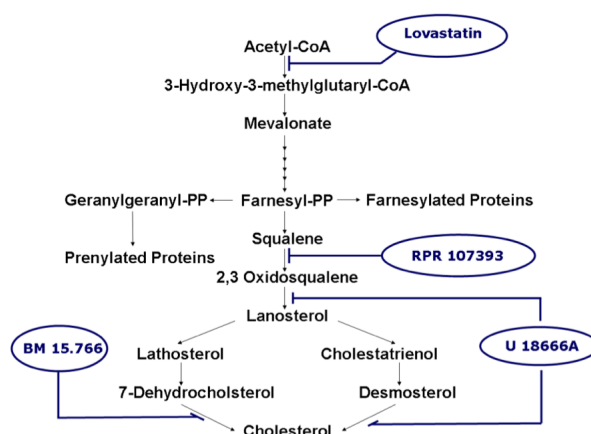 Lovastatin
Acetyl-CoA
3-Hydroxy-3-methylglutaryl-CoA
Mevalonate
Geranylgeranyl-PP Farnesyl-PP Farnesylated Proteins
Squalene
Prenylated Proteins
RPR 107393
2,3 Oxidosqualene
Lanosterol
BM 15.766 Lathosterol Cholestatrienol U 18666A
7-Dehydrocholsterol Desmosterol
Cholesterol